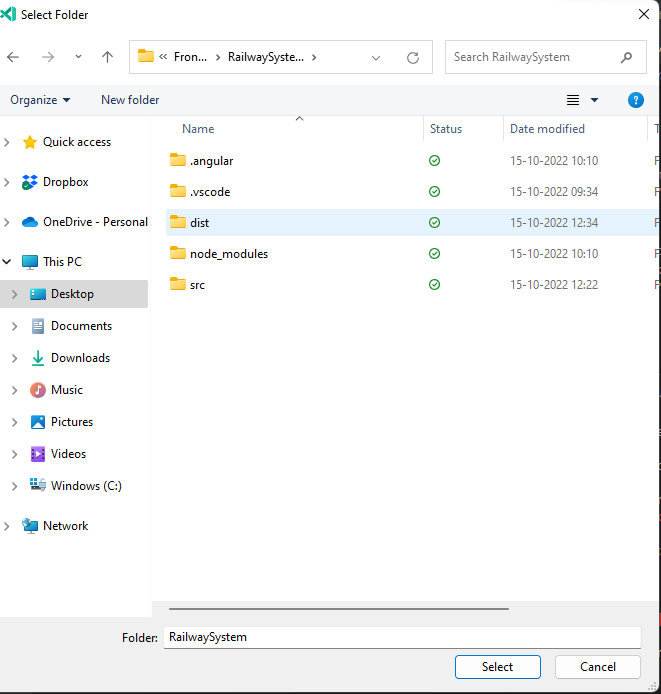 Select Folder
« Fron... › RailwaySyste... ›
Search RailwaySystem
Organize
New folder
?
Name Status Date modified T
.angular 15-10-2022 10:10 F
.vscode 15-10-2022 09:34 F
dist 15-10-2022 12:34 F
node_modules 15-10-2022 10:10 F
src 15-10-2022 12:22 F
Quick access
Dropbox
OneDrive - Personal
This PC
Desktop
Documents
Downloads
Music
Pictures
Videos
Windows (C:)
Network
Folder: RailwaySystem
Select
Cancel